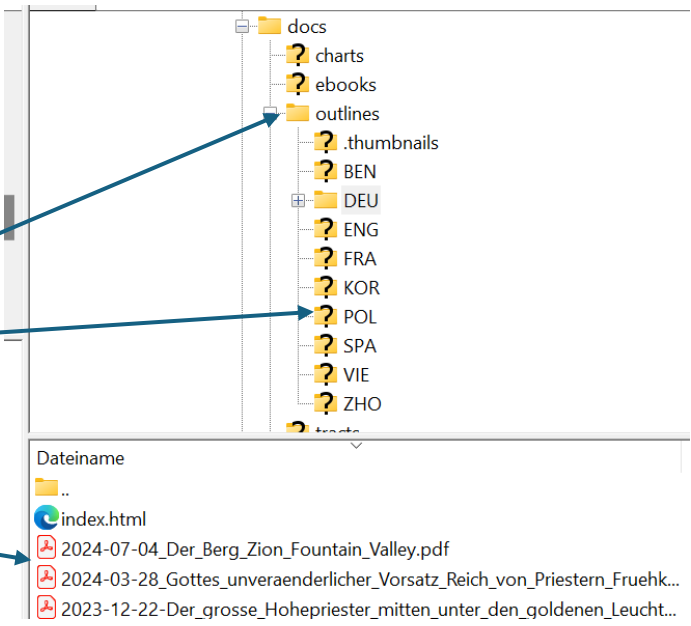 docs
charts
ebooks
outlines
.thumbnails
BEN
DEU
ENG
FRA
KOR
POL
SPA
VIE
ZHO
tracts
Dateiname
..
index.html
2024-07-04_Der_Berg_Zion_Fountain_Valley.pdf
2024-03-28_Gottes_unveraenderlicher_Vorsatz_Reich_von_Priestern_Fruehk...
2023-12-22-Der_grosse_Hohepriester_mitten_unter_den_goldenen_Leucht...